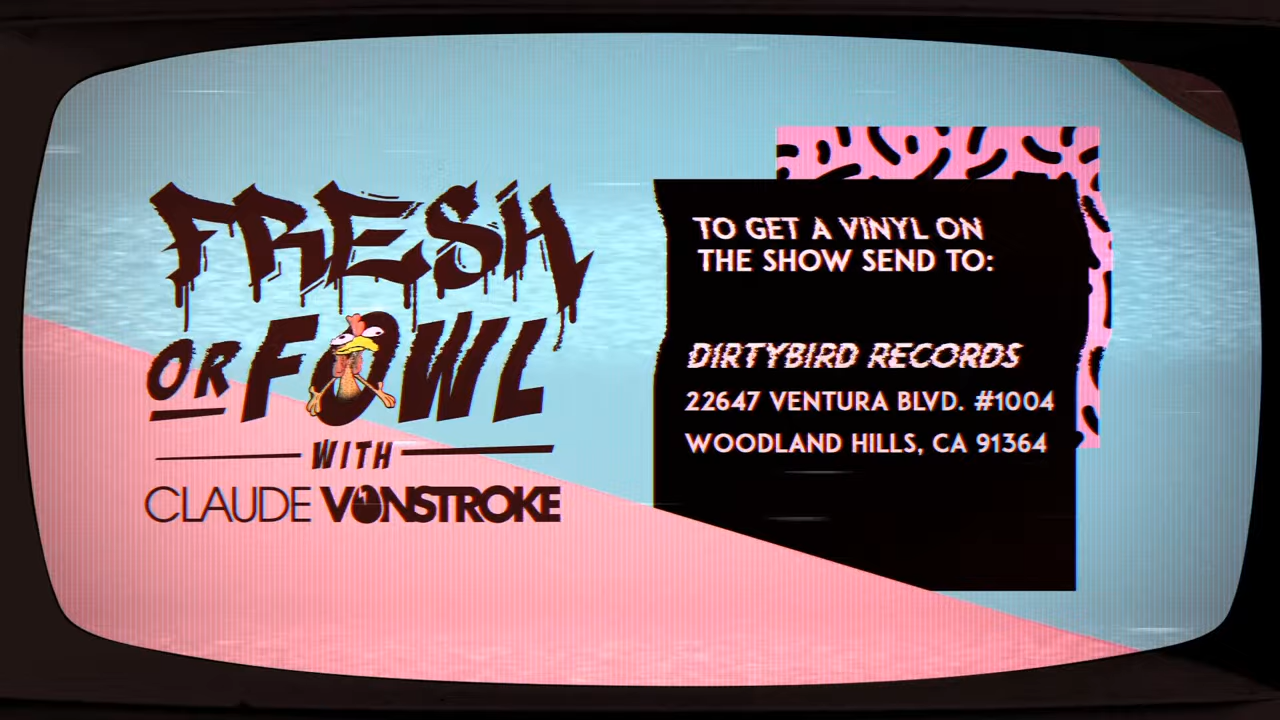 FRESH
OR FOWL
WITH
CLAUDE VONSTROKE
TO GET A VINYL ON
THE SHOW SEND TO:
DIRTYBIRD RECORDS
22647 VENTURA BLVD. #1004
WOODLAND HILLS, CA 91364